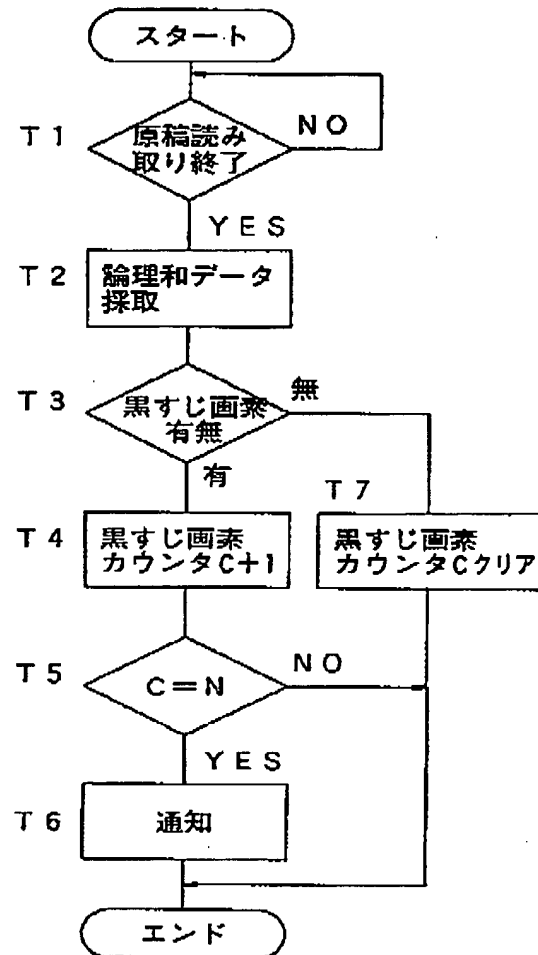 スタート
T1
原稿読み
取り終了
NO
YES
T2
論理和データ
採取
T3
黒すじ画素
有無
無
有
T4
黒すじ画素
カウンタC+1
T7
黒すじ画素
カウンタCクリア
T5
C=N
NO
YES
T6
通知
エンド